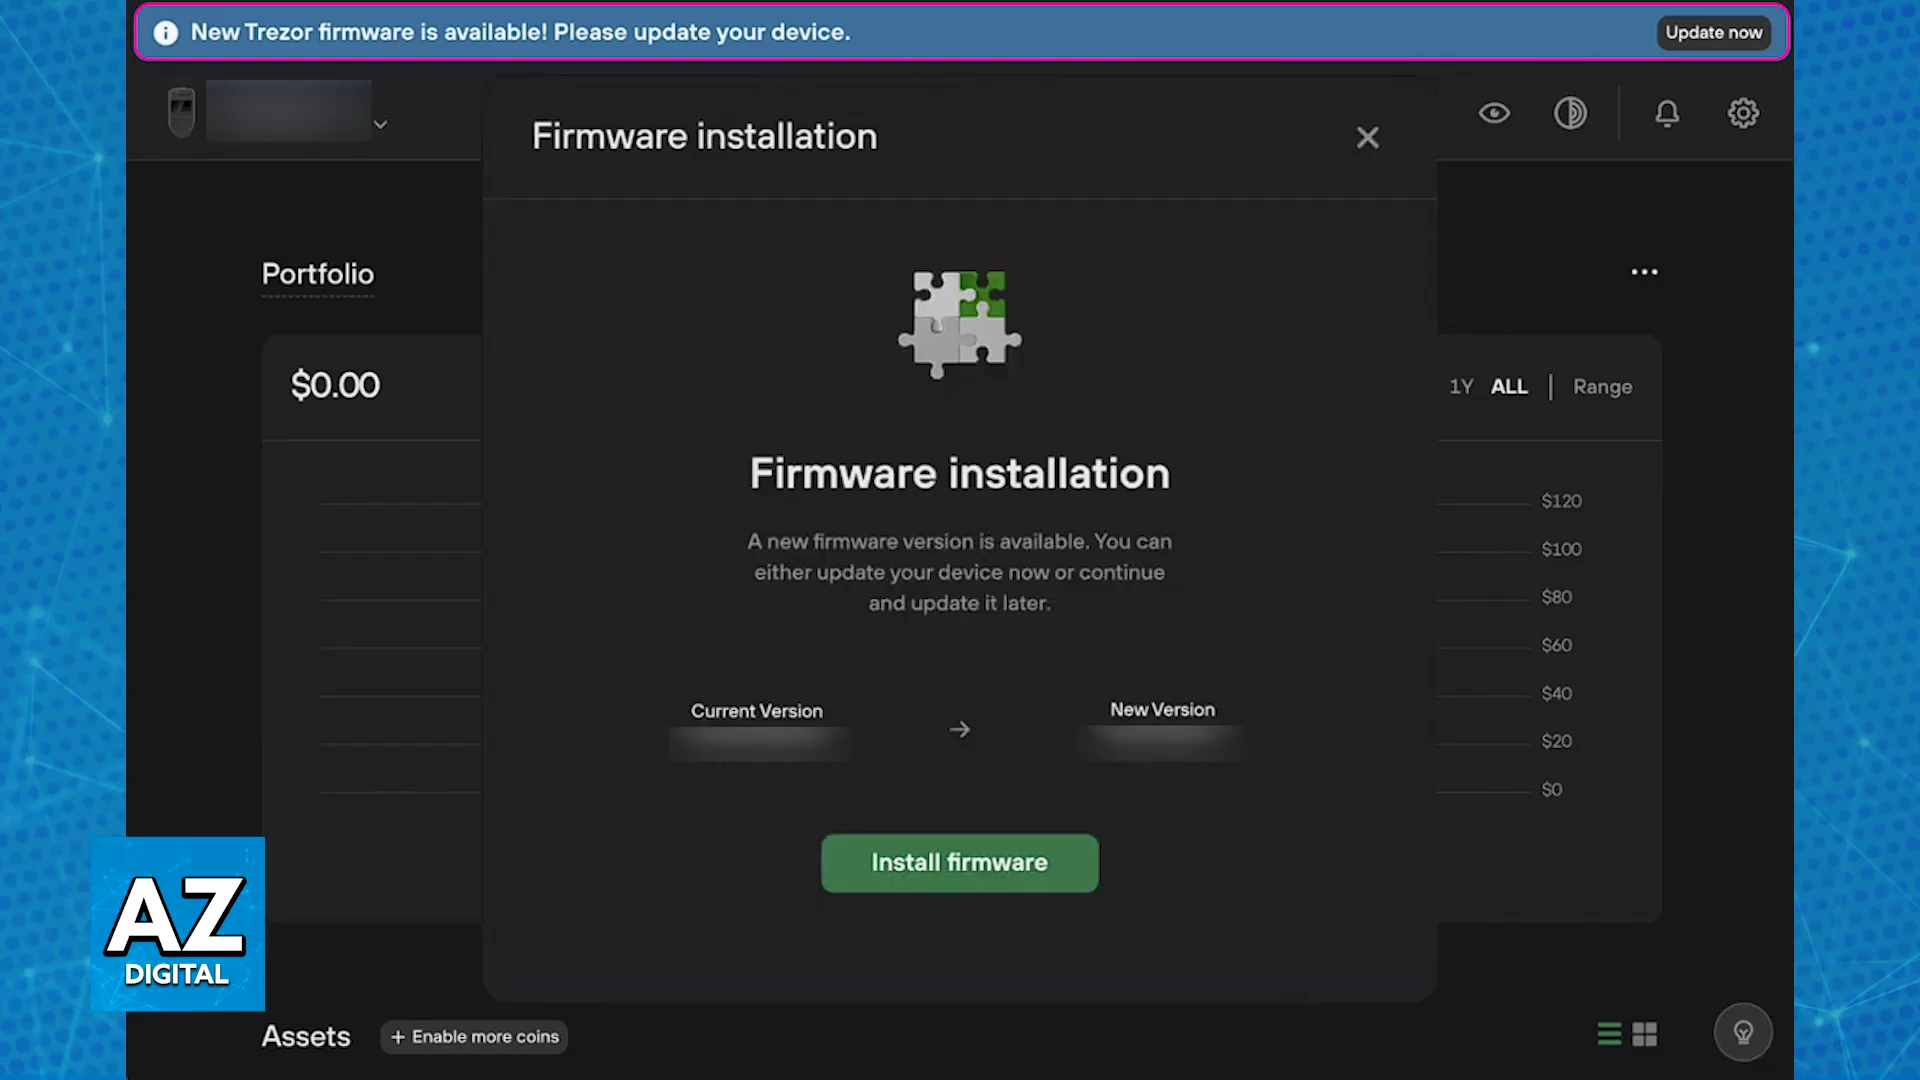 New Trezor firmware is available! Please update your device.
Update now
Firmware installation
Portfolio
$0.00
1Y ALL | Range
Firmware installation
A new firmware version is available. You can
either update your device now or continue
and update it later.
$120
$100
$80
$60
$40
$20
$0
Current Version → New Version
Install firmware
AZ
DIGITAL
Assets
+ Enable more coins